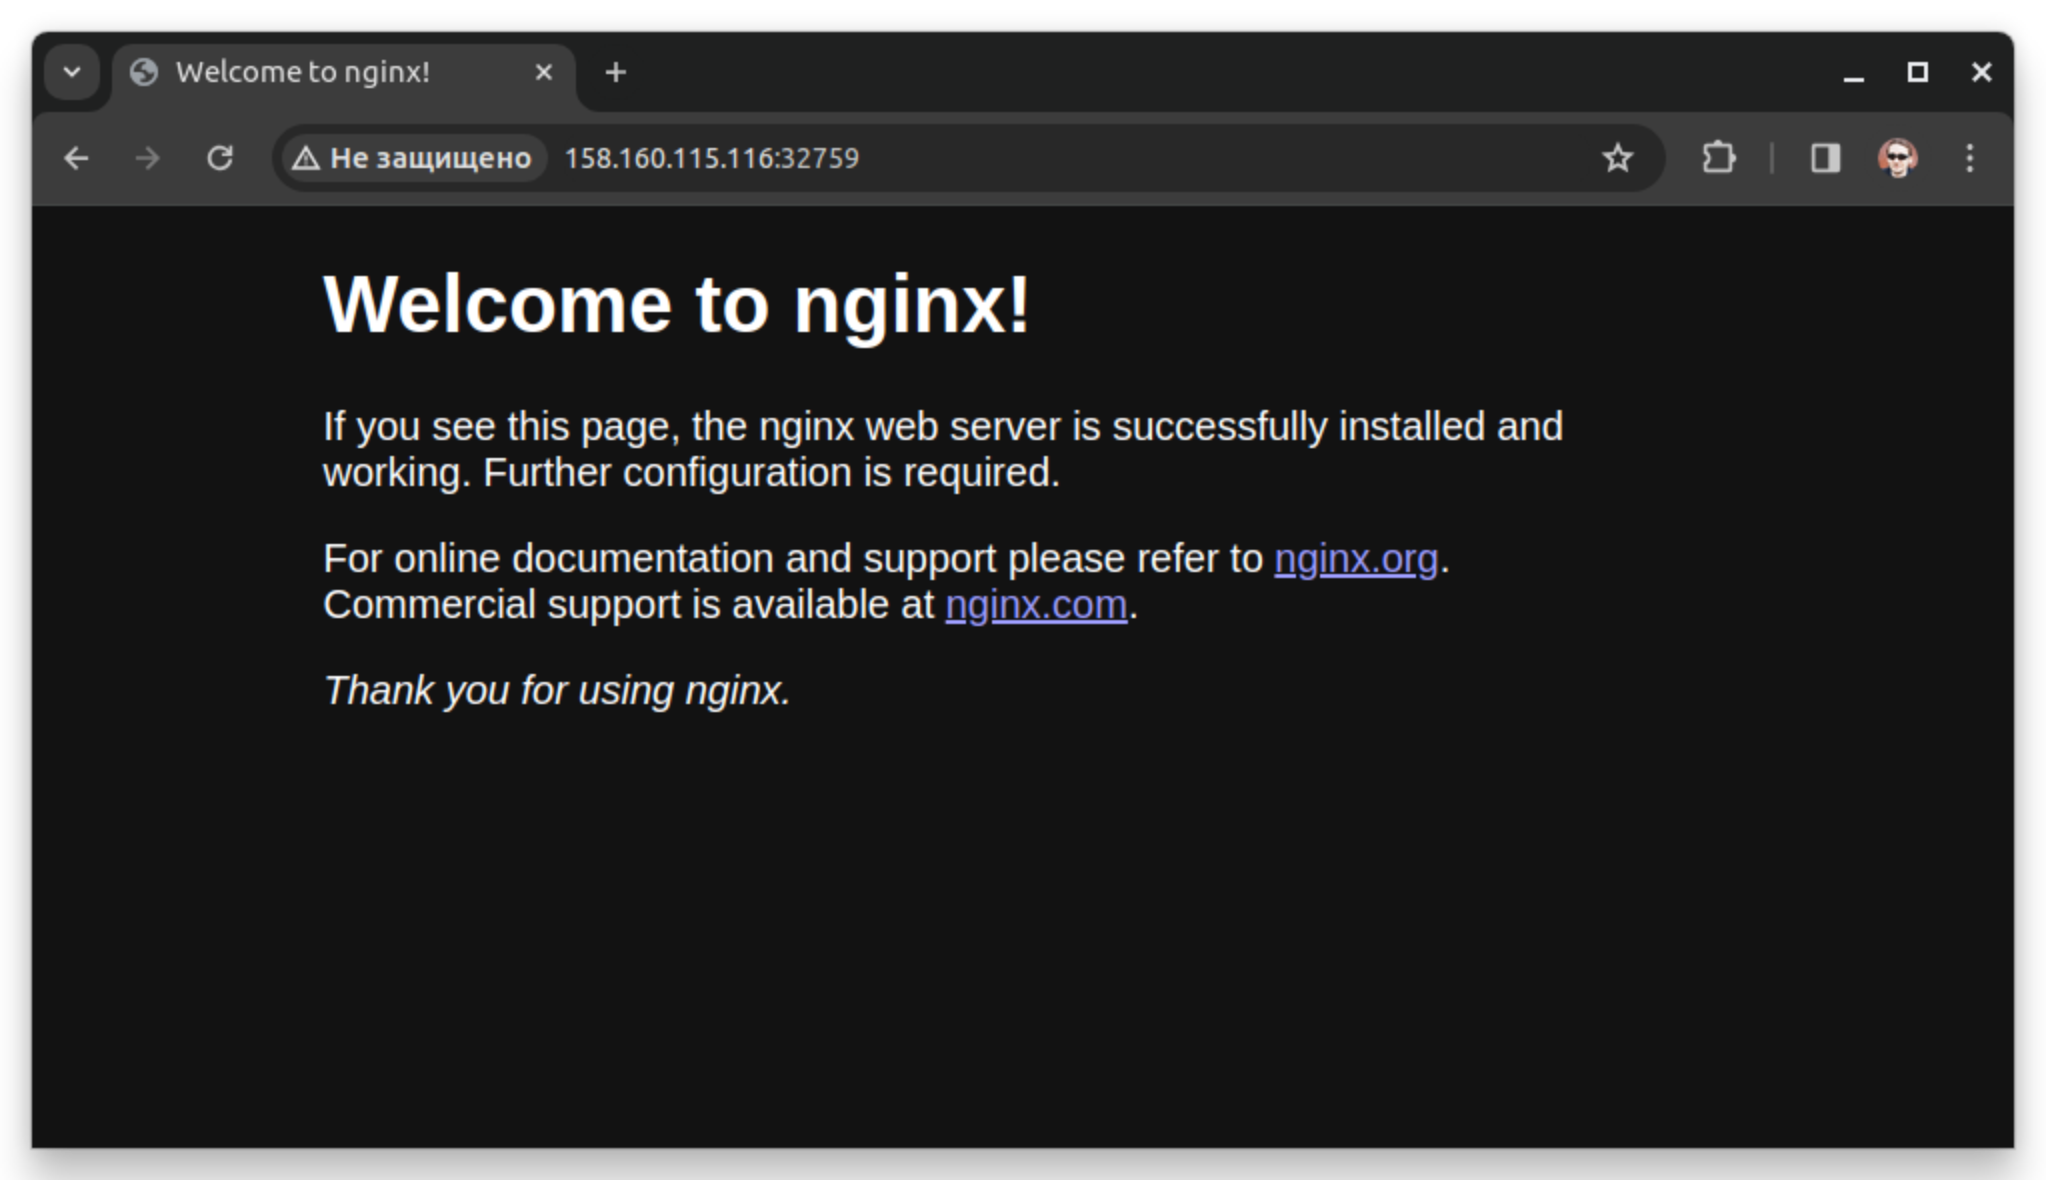 Welcome to nginx!
Не защищено 158.160.115.116:32759
Welcome to nginx!
If you see this page, the nginx web server is successfully installed and
working. Further configuration is required.
For online documentation and support please refer to nginx.org.
Commercial support is available at nginx.com.
Thank you for using nginx.